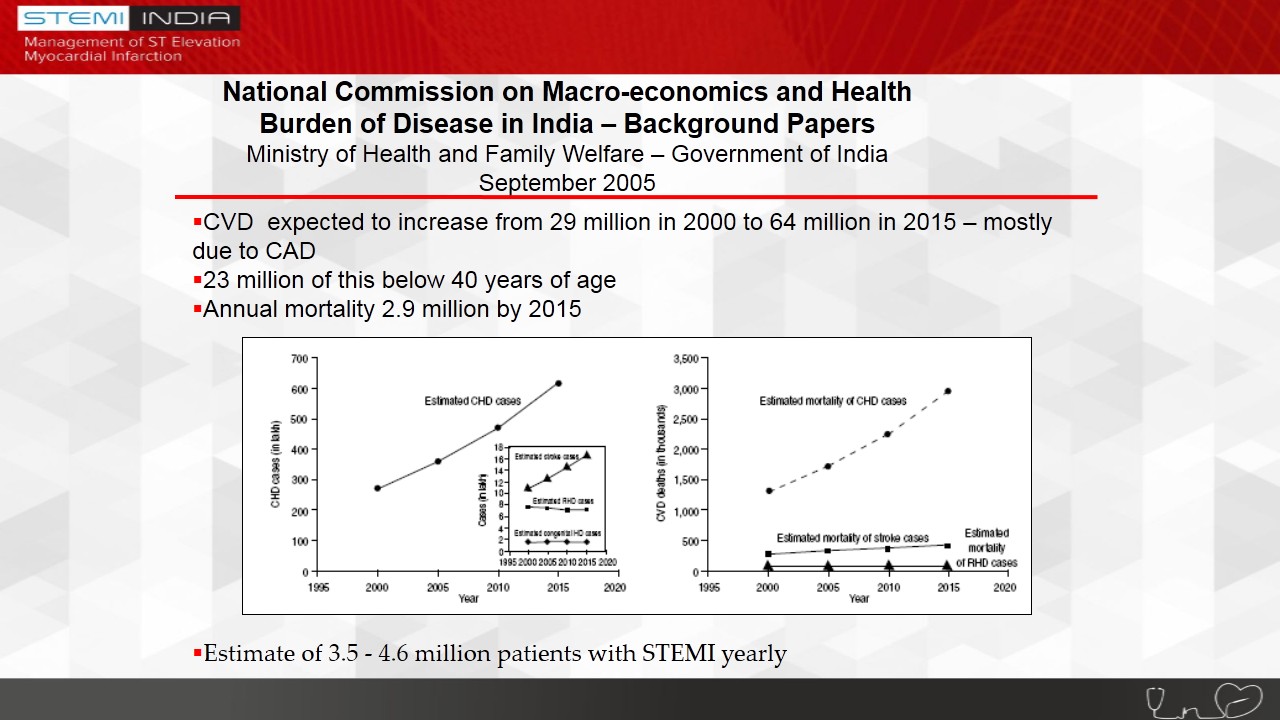 STEMI INDIA
Management of ST Elevation
Myocardial Infarction
National Commission on Macro-economics and Health
Burden of Disease in India – Background Papers
Ministry of Health and Family Welfare – Government of India
September 2005
▪CVD expected to increase from 29 million in 2000 to 64 million in 2015 – mostly
due to CAD
▪23 million of this below 40 years of age
▪Annual mortality 2.9 million by 2015
CHD cases (in lakh)
700
600
500
400
300
200
100
0
Estimated CHD cases
1995 2000 2005 2010 2015 2020
Year
Cases (in lakh)
18
16
14
12
10
8
6
4
2
0
Estimated stroke cases
Estimated RHD cases
Estimated congenital HD cases
1995 2000 2005 2010 2015 2020
CVD deaths (in thousands)
3,500
3,000
2,500
2,000
1,500
1,000
500
0
Estimated mortality of CHD cases
Estimated mortality of stroke cases
Estimated
mortality
of RHD cases
1995 2000 2005 2010 2015 2020
Year
▪Estimate of 3.5 - 4.6 million patients with STEMI yearly